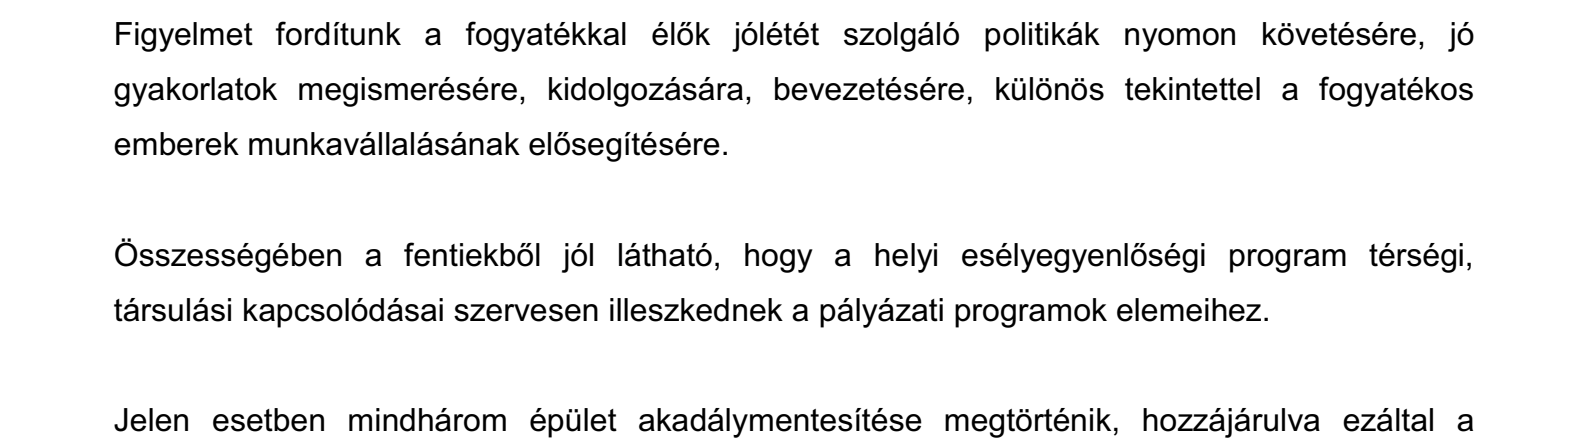 Figyelmet fordítunk a fogyatékkal élők jólétét szolgáló politikák nyomon követésére, jó
gyakorlatok megismerésére, kidolgozására, bevezetésére, különös tekintettel a fogyatékos
emberek munkavállalásának elősegítésére.
Összességében a fentiekből jól látható, hogy a helyi esélyegyenlőségi program térségi,
társulási kapcsolódásai szervesen illeszkednek a pályázati programok elemeihez.
Jelen esetben mindhárom épület akadálymentesítése megtörténik, hozzájárulva ezáltal a